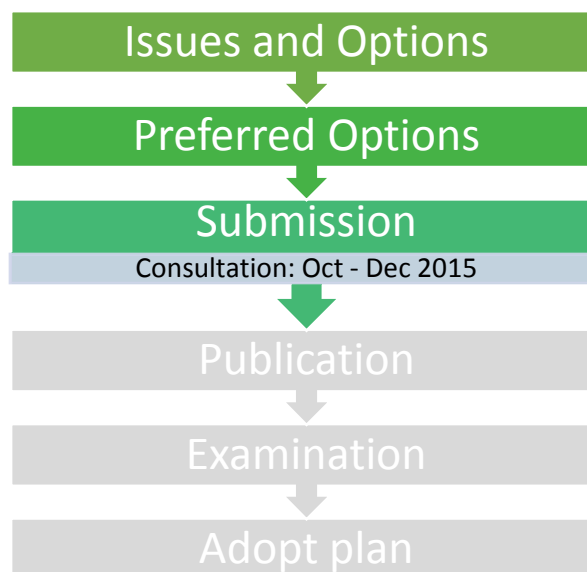 Issues and Options
Preferred Options
Submission
Consultation: Oct - Dec 2015
Publication
Examination
Adopt plan